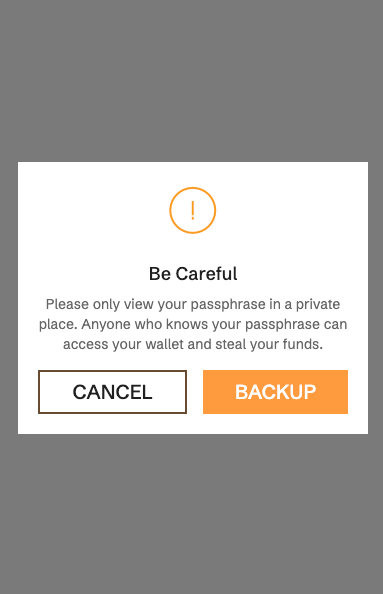 !
Be Careful
Please only view your passphrase in a private
place. Anyone who knows your passphrase can
access your wallet and steal your funds.
CANCEL
BACKUP